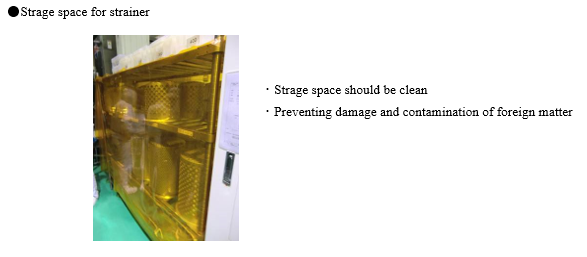 ●Strage space for strainer
・Strage space should be clean
・Preventing damage and contamination of foreign matter